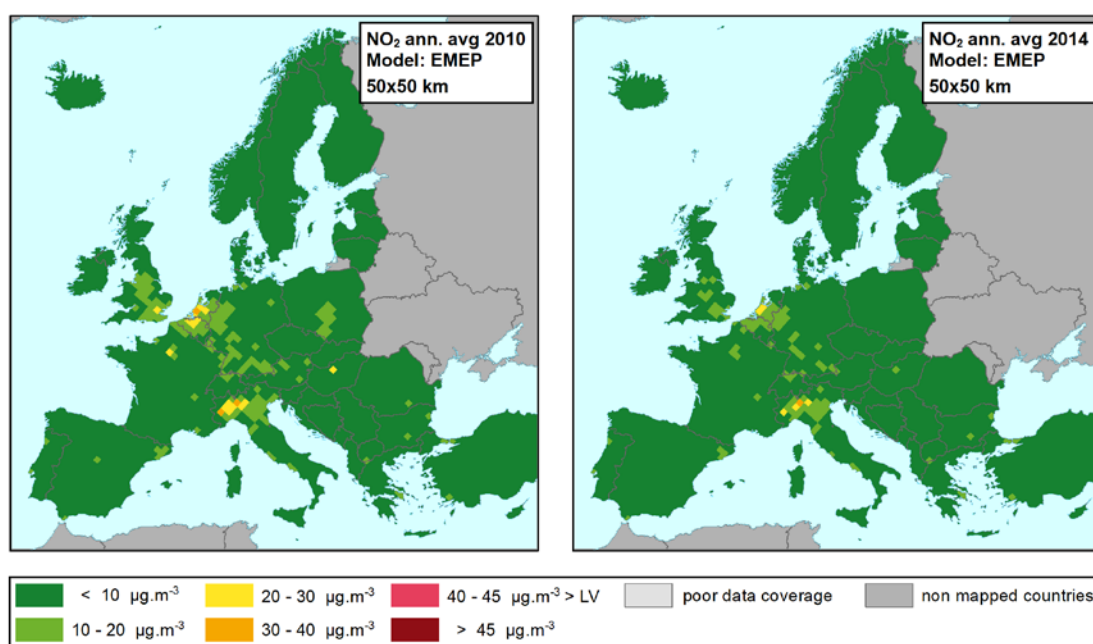 NO₂ ann. avg 2010
Model: EMEP
50x50 km
NO₂ ann. avg 2014
Model: EMEP
50x50 km
< 10 µg.m⁻³
20 - 30 µg.m⁻³
40 - 45 µg.m⁻³ > LV
poor data coverage
non mapped countries
10 - 20 µg.m⁻³
30 - 40 µg.m⁻³
> 45 µg.m⁻³